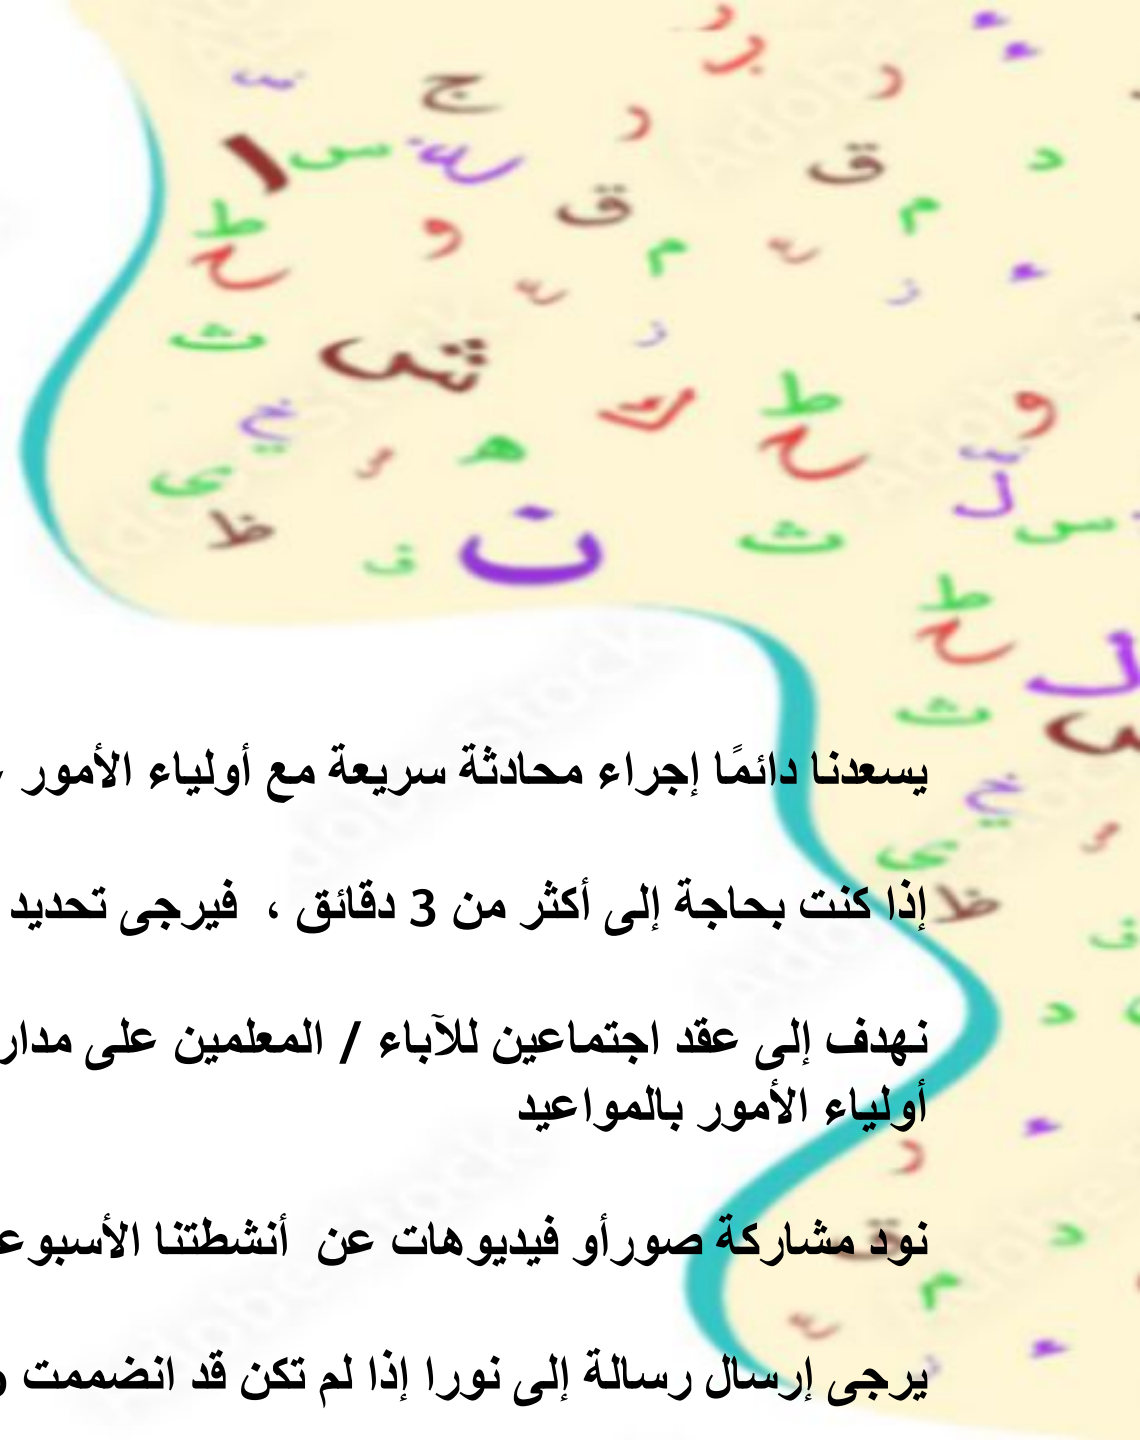 يسعدنا دائمًا إجراء محادثة سريعة مع أولياء الأمور
إذا كنت بحاجة إلى أكثر من 3 دقائق ، فيرجى تحديد
نهدف إلى عقد اجتماعين للآباء / المعلمين على مدار
أولياء الأمور بالمواعيد
نود مشاركة صورأو فيديوهات عن أنشطتنا
يرجى إرسال رسالة إلى نورا إذا لم تكن قد انضممت